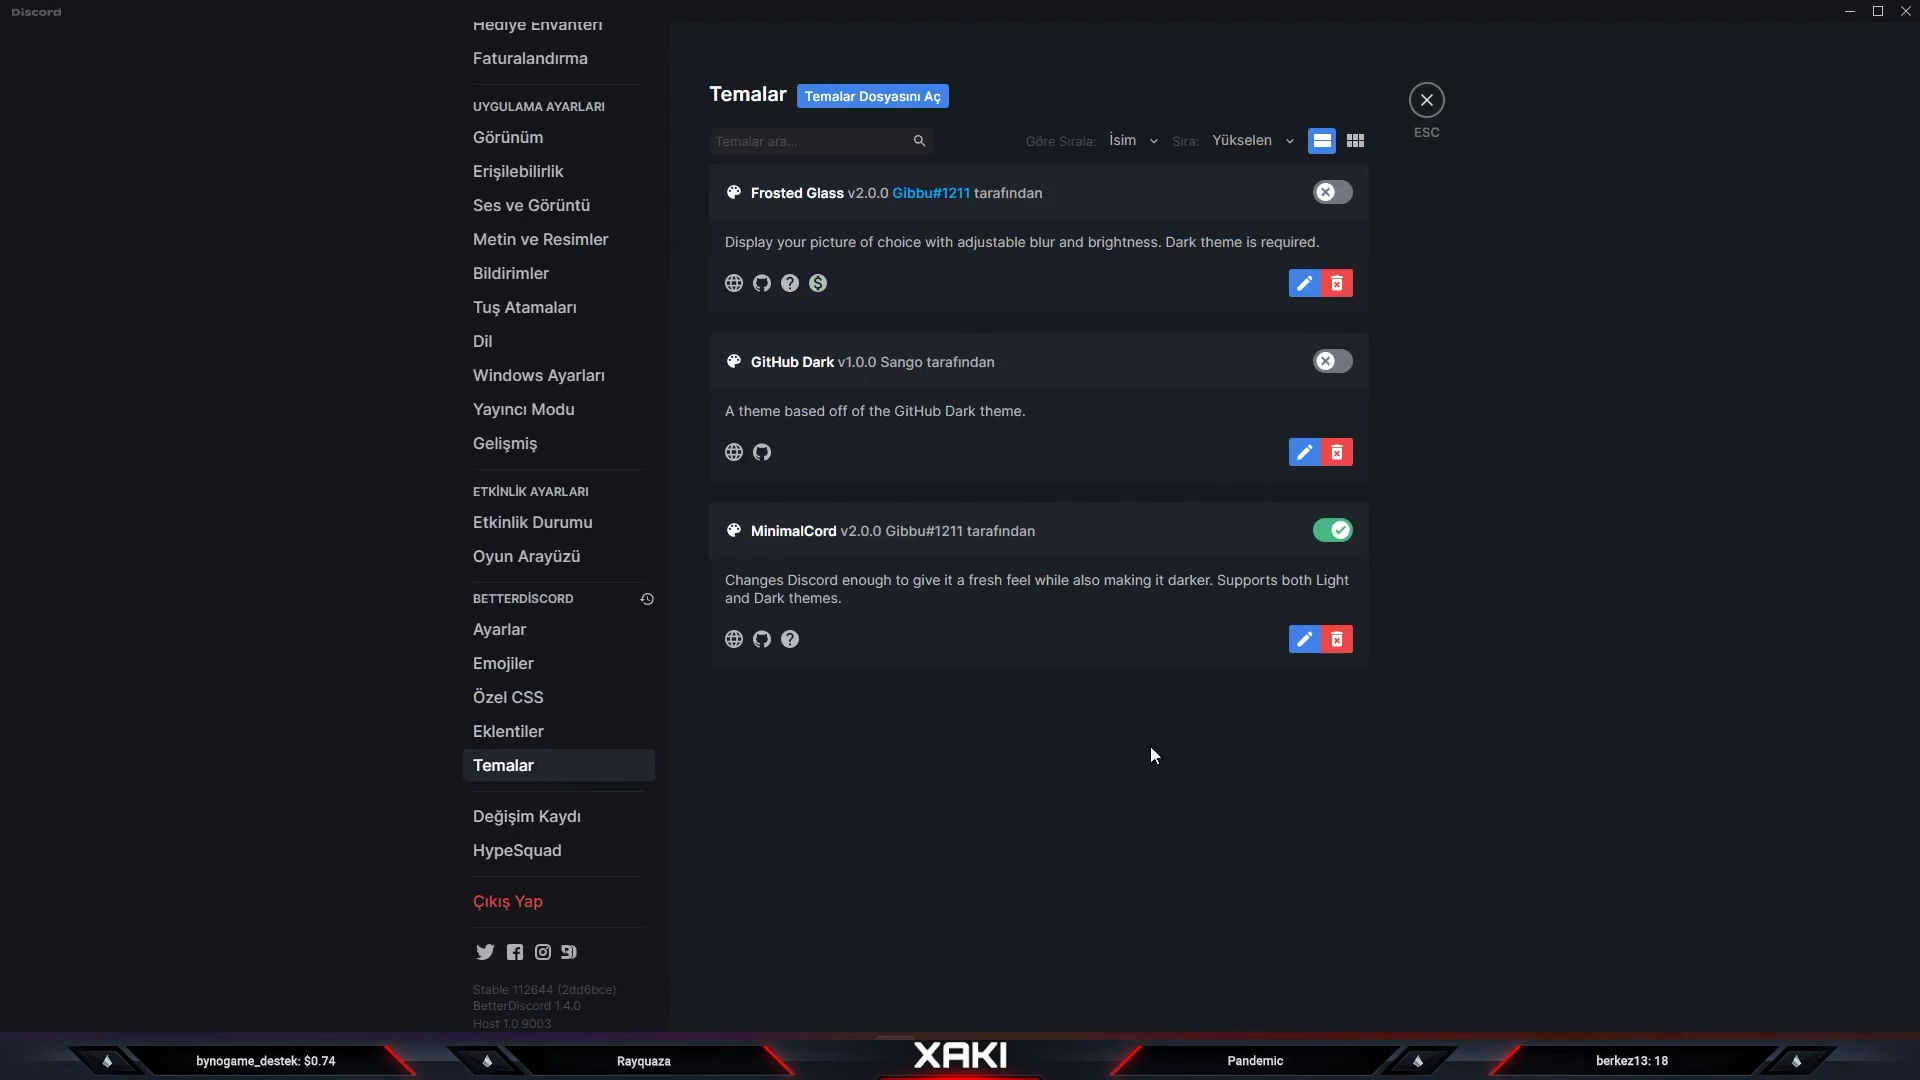 Discord
Hediye Envanteri
Faturalandırma
UYGULAMA AYARLARI
Görünüm
Erişilebilirlik
Ses ve Görüntü
Metin ve Resimler
Bildirimler
Tuş Atamaları
Dil
Windows Ayarları
Yayıncı Modu
Gelişmiş
ETKİNLİK AYARLARI
Etkinlik Durumu
Oyun Arayüzü
BETTERDİSCORD
Ayarlar
Emojiler
Özel CSS
Eklentiler
Temalar
Değişim Kaydı
HypeSquad
Çıkış Yap
Stable 112644 (2dd6bce)
BetterDiscord 1.4.0
Host 1.0.9003
Temalar Temalar Dosyasını Aç
Temalar ara...
Göre Sırala: İsim Sıra: Yükselen
ESC
Frosted Glass v2.0.0 Gibbu#1211 tarafından
Display your picture of choice with adjustable blur and brightness. Dark theme is required.
GitHub Dark v1.0.0 Sango tarafından
A theme based off of the GitHub Dark theme.
MinimalCord v2.0.0 Gibbu#1211 tarafından
Changes Discord enough to give it a fresh feel while also making it darker. Supports both Light
and Dark themes.
bynogame_destek: $0.74
Rayquaza
XAKI
Pandemic
berkez13: 18